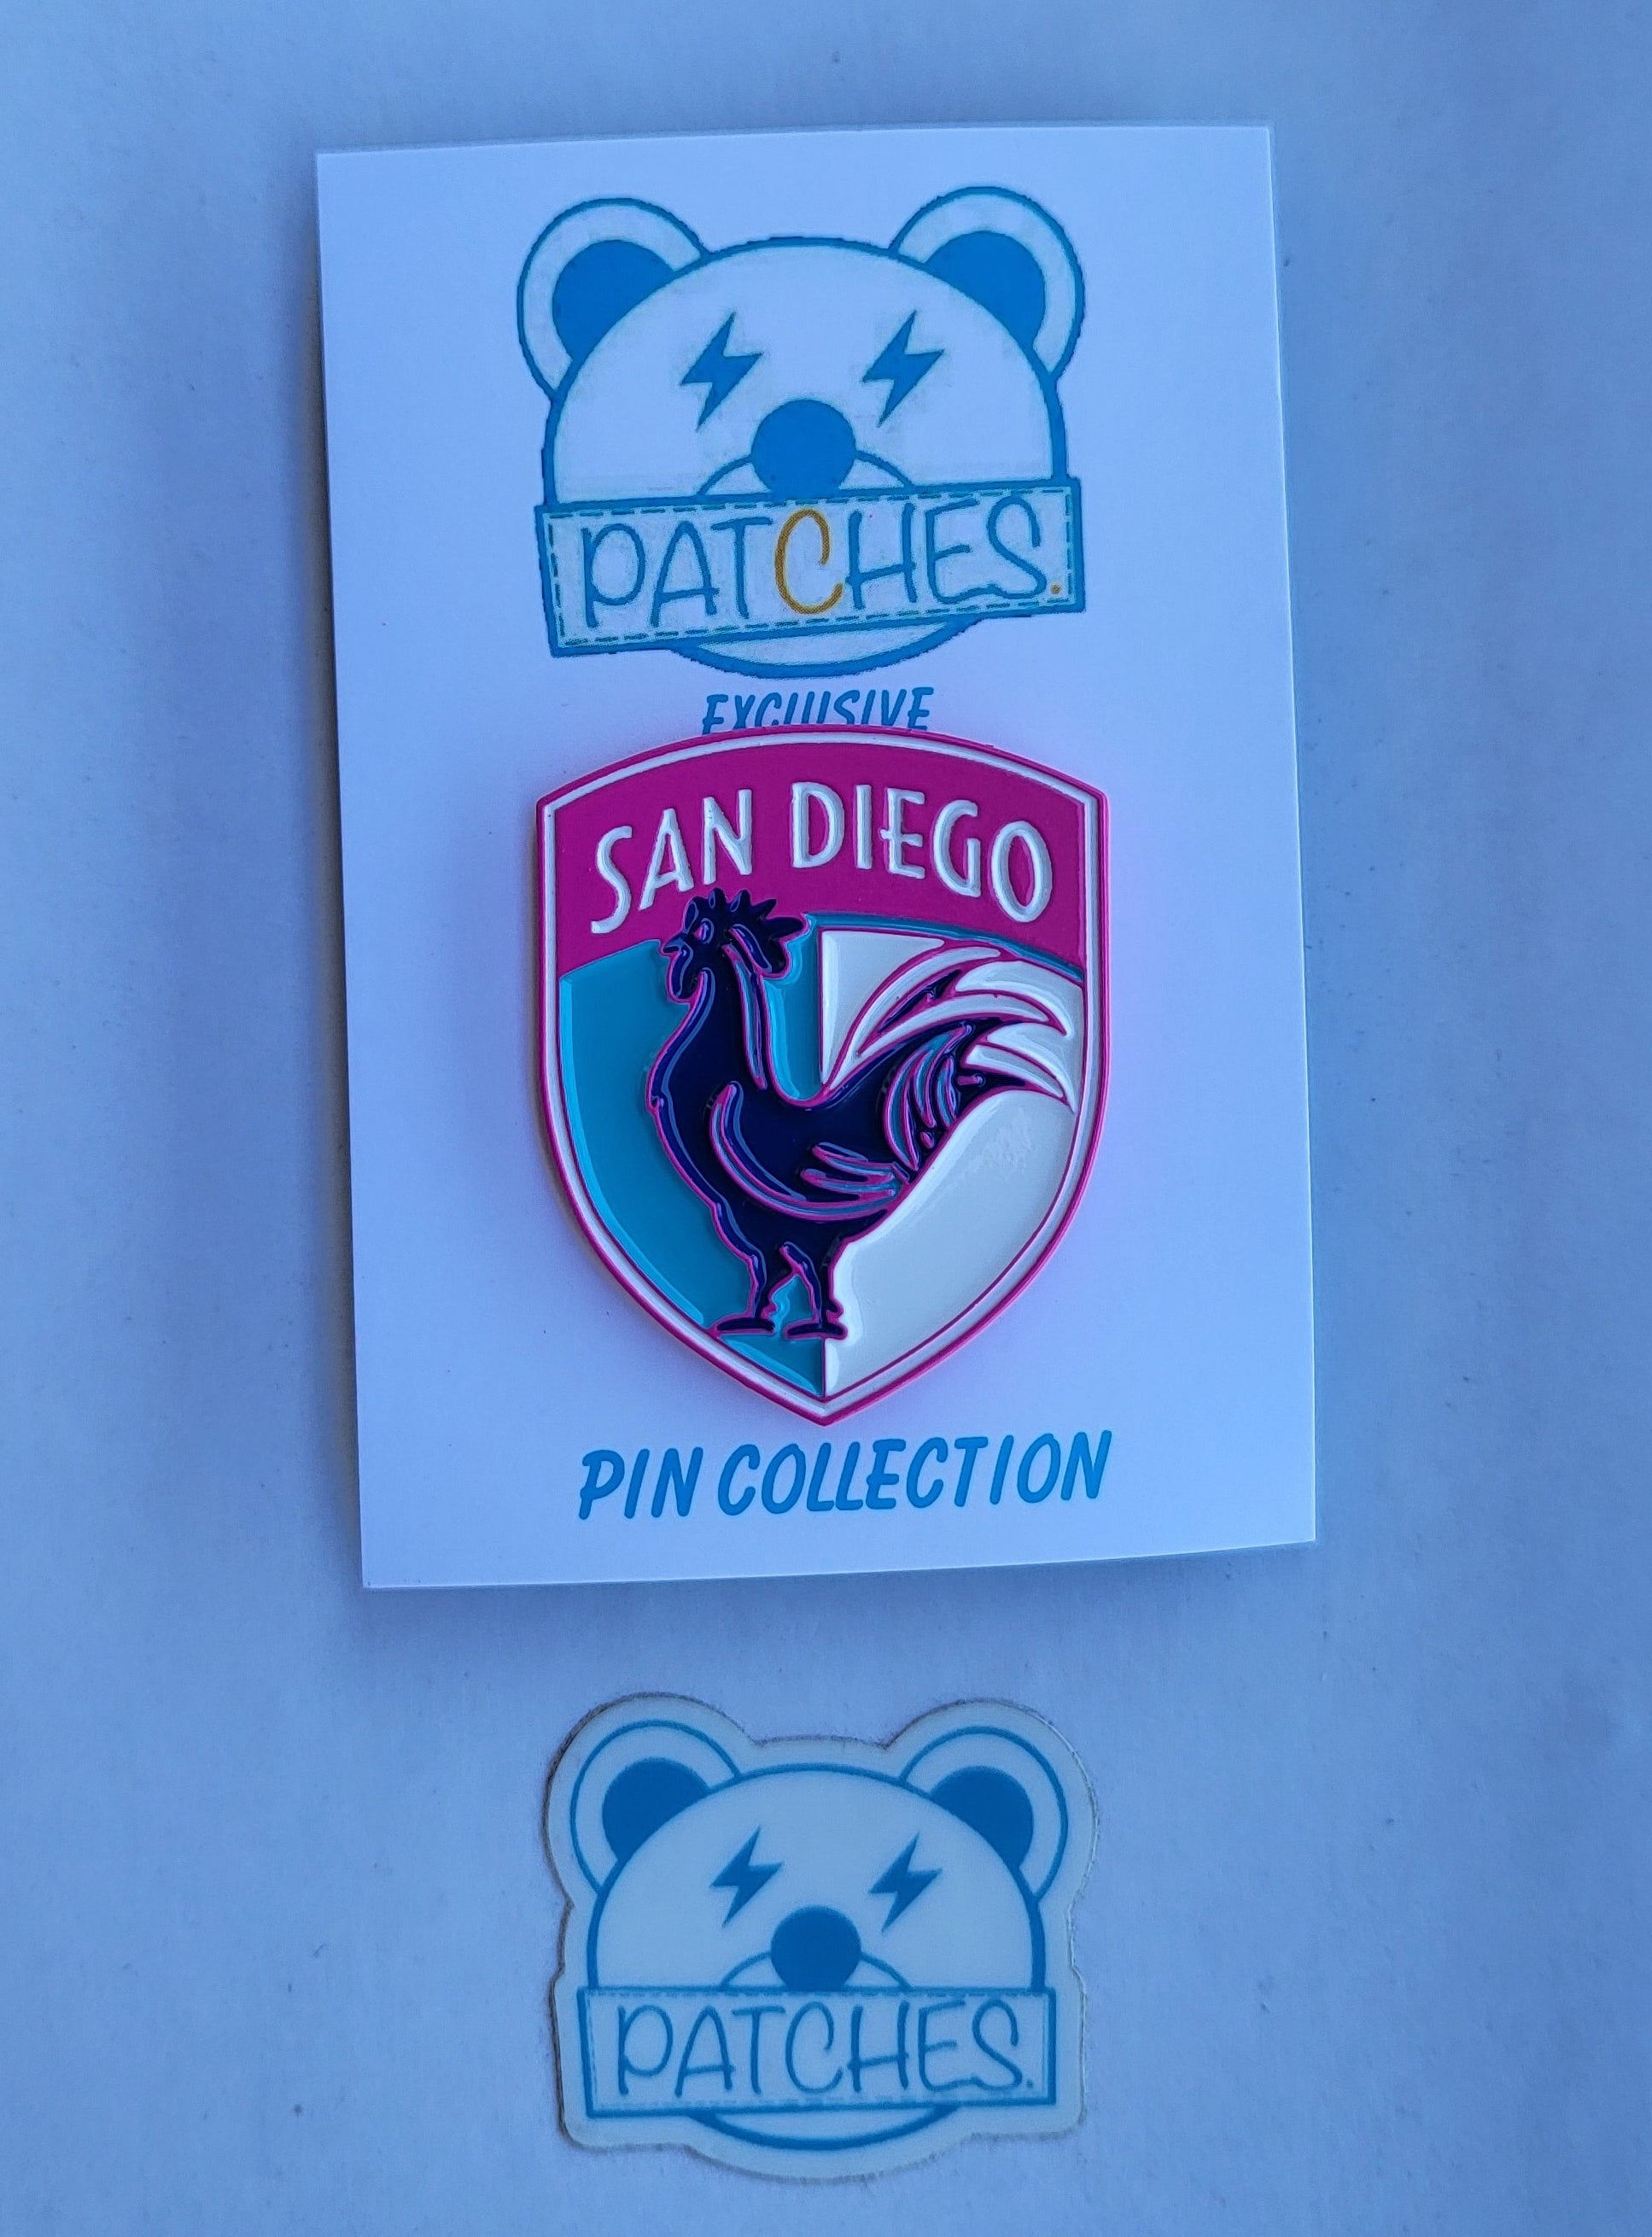 PATCHES.
EXCLUSIVE
SAN DIEGO
PIN COLLECTION
PATCHES.